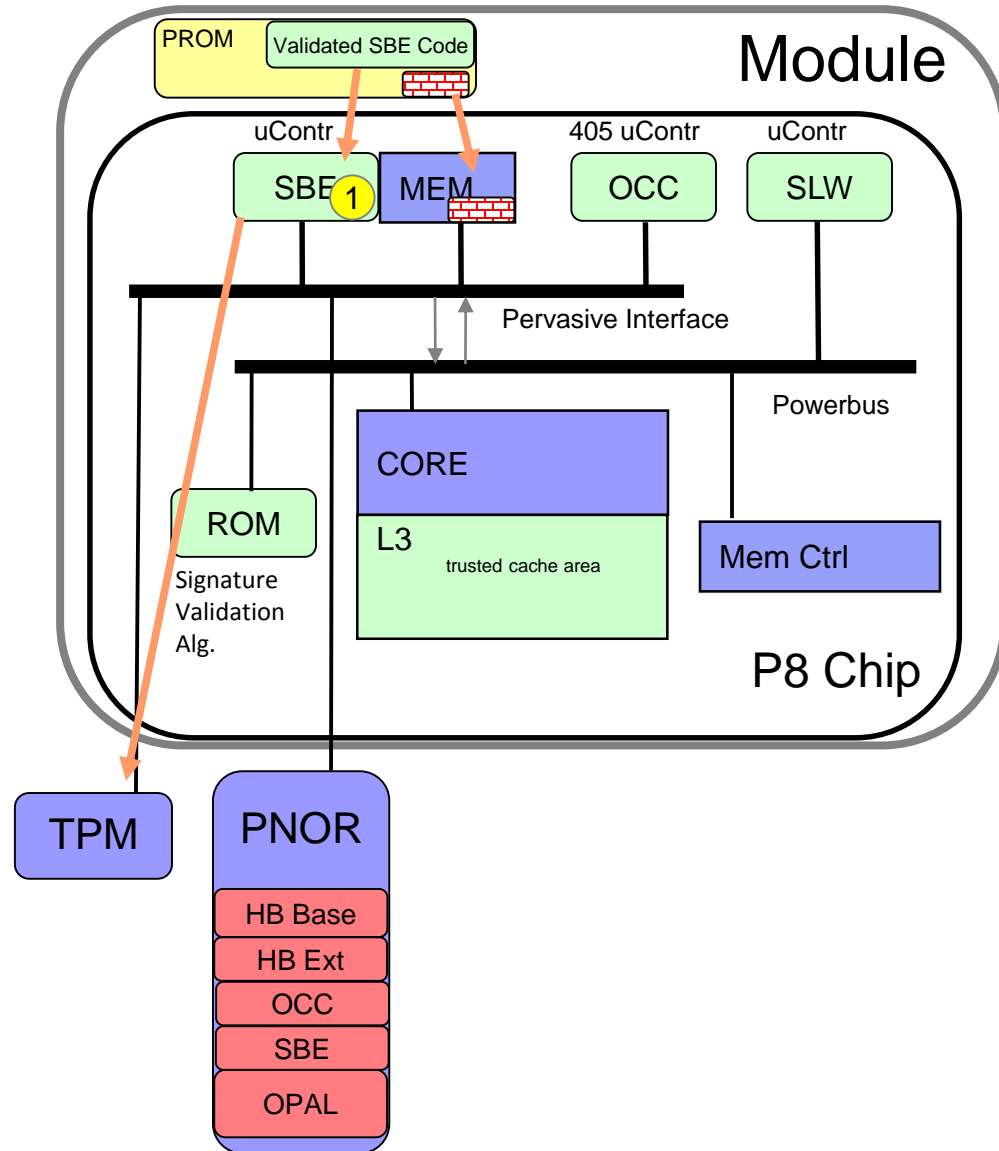 Module
PROM
Validated SBE Code
uContr
405 uContr
uContr
SBE
1
MEM
OCC
SLW
Pervasive Interface
Powerbus
CORE
L3
trusted cache area
ROM
Signature
Validation
Alg.
Mem Ctrl
P8 Chip
TPM
PNOR
HB Base
HB Ext
OCC
SBE
OPAL